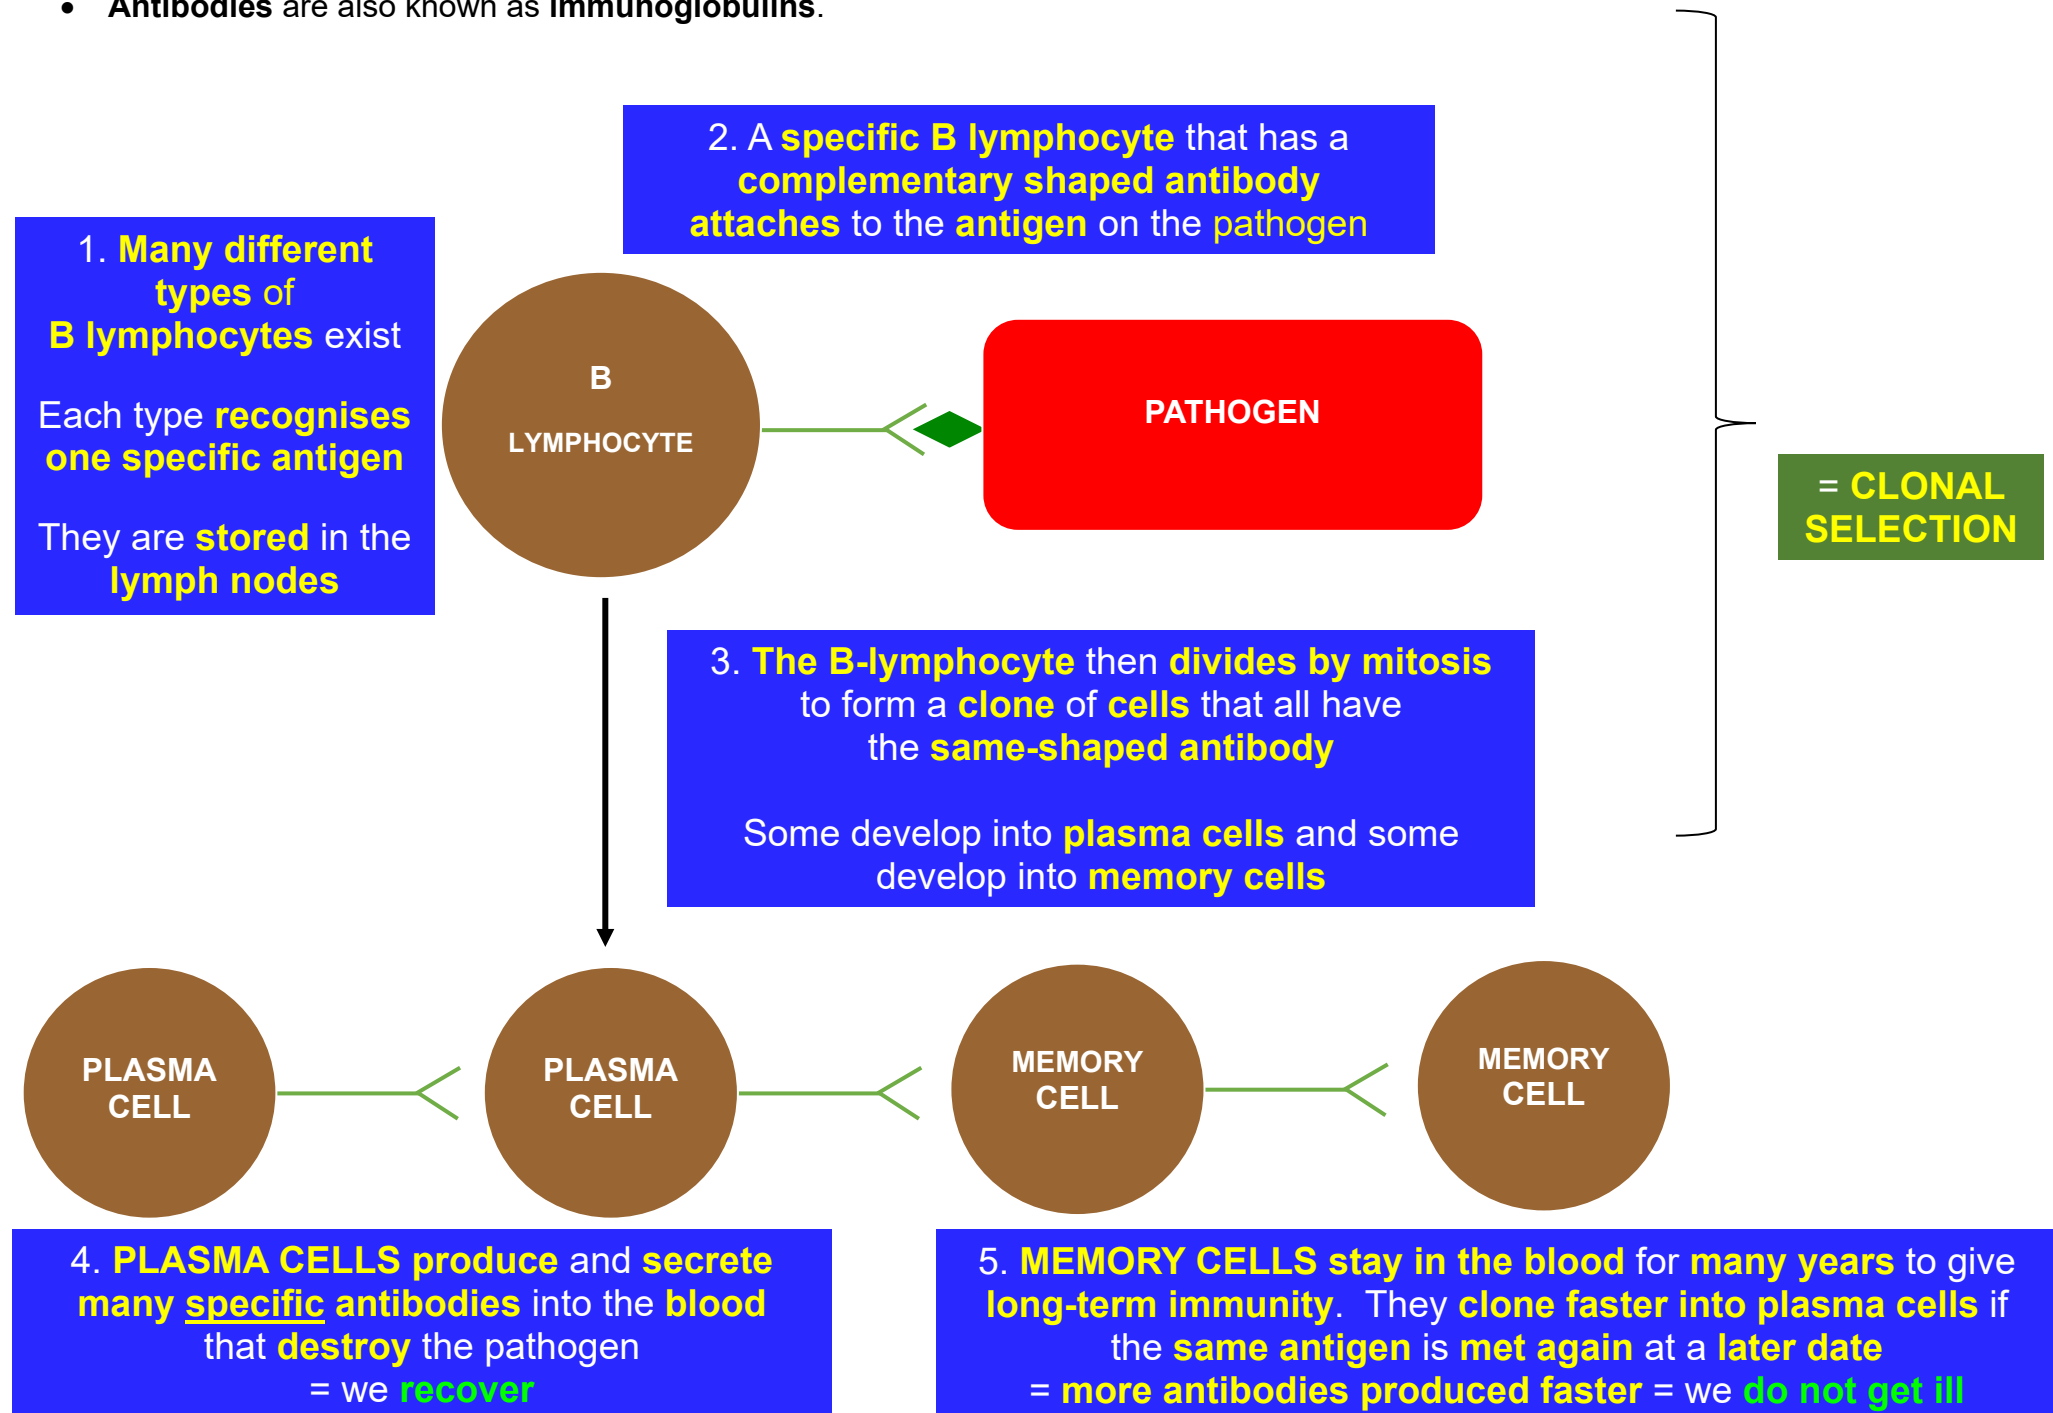 • Antibodies are also known as immunoglobulins.
2. A specific B lymphocyte that has a
complementary shaped antibody
attaches to the antigen on the pathogen
1. Many different
types of
B lymphocytes exist
Each type recognises
one specific antigen
They are stored in the
lymph nodes
B
LYMPHOCYTE
PATHOGEN
= CLONAL
SELECTION
3. The B-lymphocyte then divides by mitosis
to form a clone of cells that all have
the same-shaped antibody
Some develop into plasma cells and some
develop into memory cells
PLASMA
CELL
PLASMA
CELL
MEMORY
CELL
MEMORY
CELL
4. PLASMA CELLS produce and secrete
many specific antibodies into the blood
that destroy the pathogen
= we recover
5. MEMORY CELLS stay in the blood for many years to give
long-term immunity. They clone faster into plasma cells if
the same antigen is met again at a later date
= more antibodies produced faster = we do not get ill